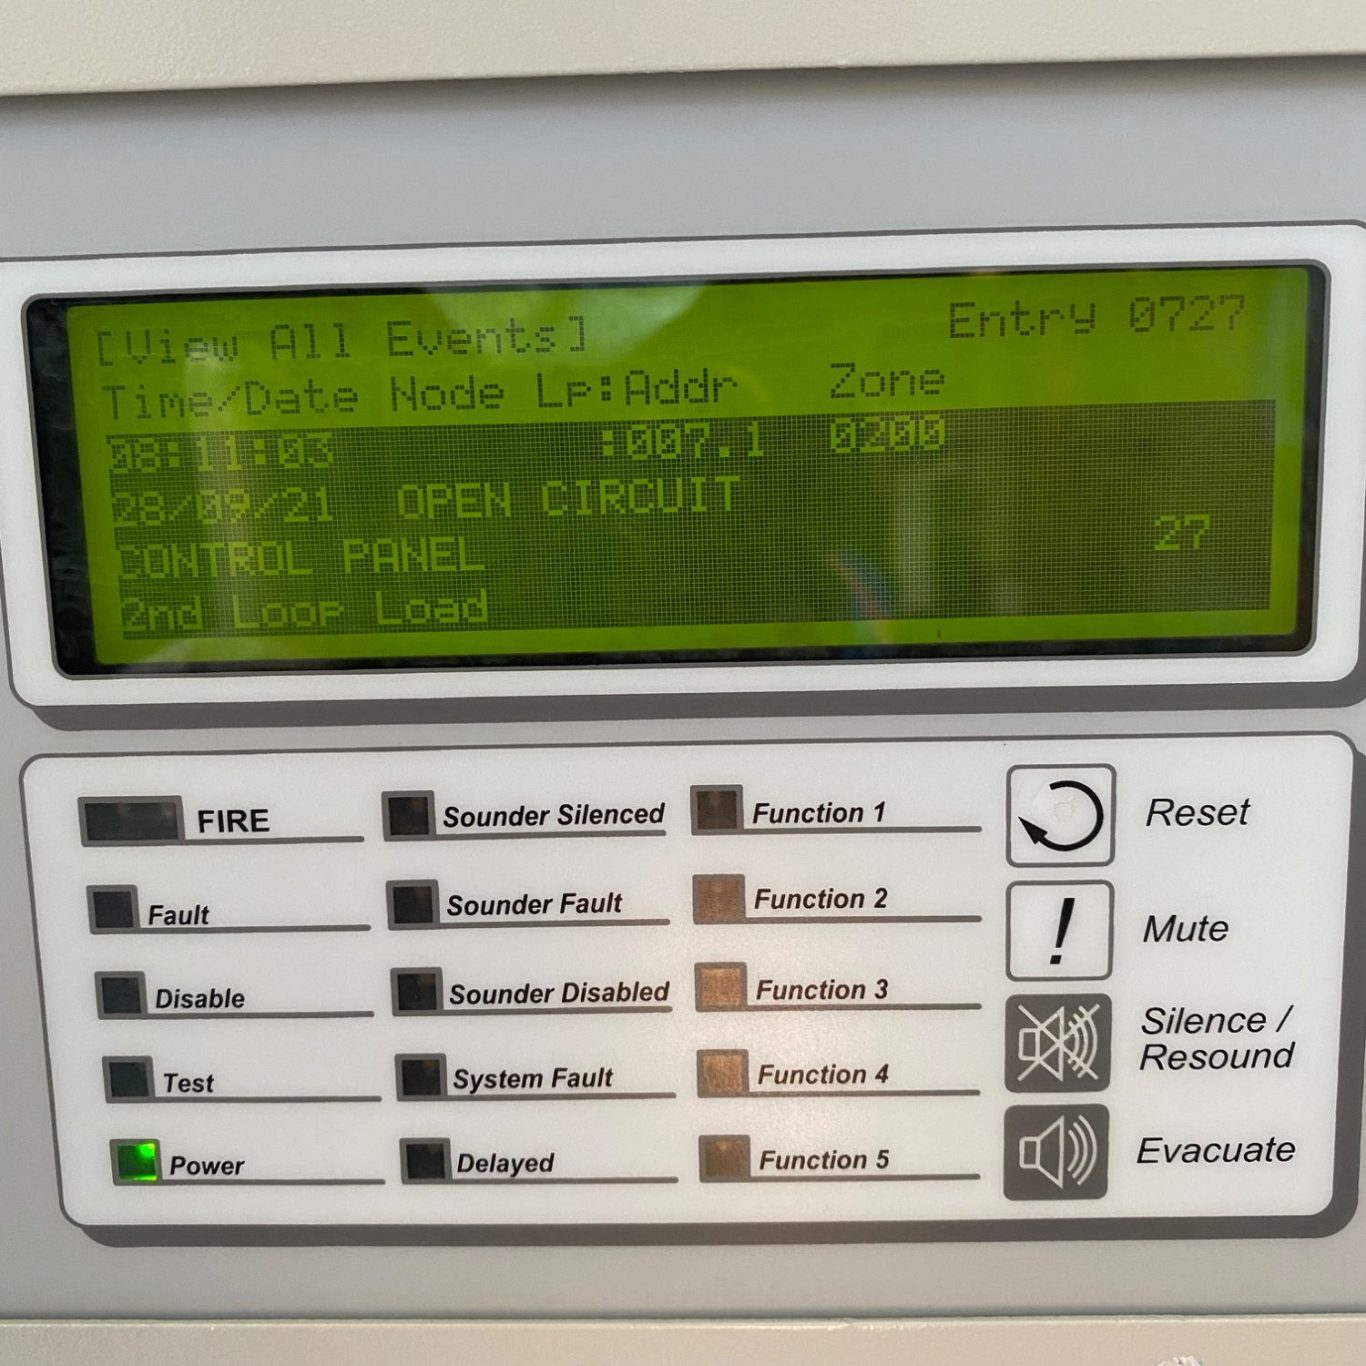 [View All Events] Entry 0727
Time/Date Node Lp:Addr Zone
08:11:03 :007.1 0200
28/09/21 OPEN CIRCUIT
CONTROL PANEL 27
2nd Loop Load
FIRE
Fault
Disable
Test
Power
Sounder Silenced
Sounder Fault
Sounder Disabled
System Fault
Delayed
Function 1
Function 2
Function 3
Function 4
Function 5
!
Reset
Mute
Silence /
Resound
Evacuate